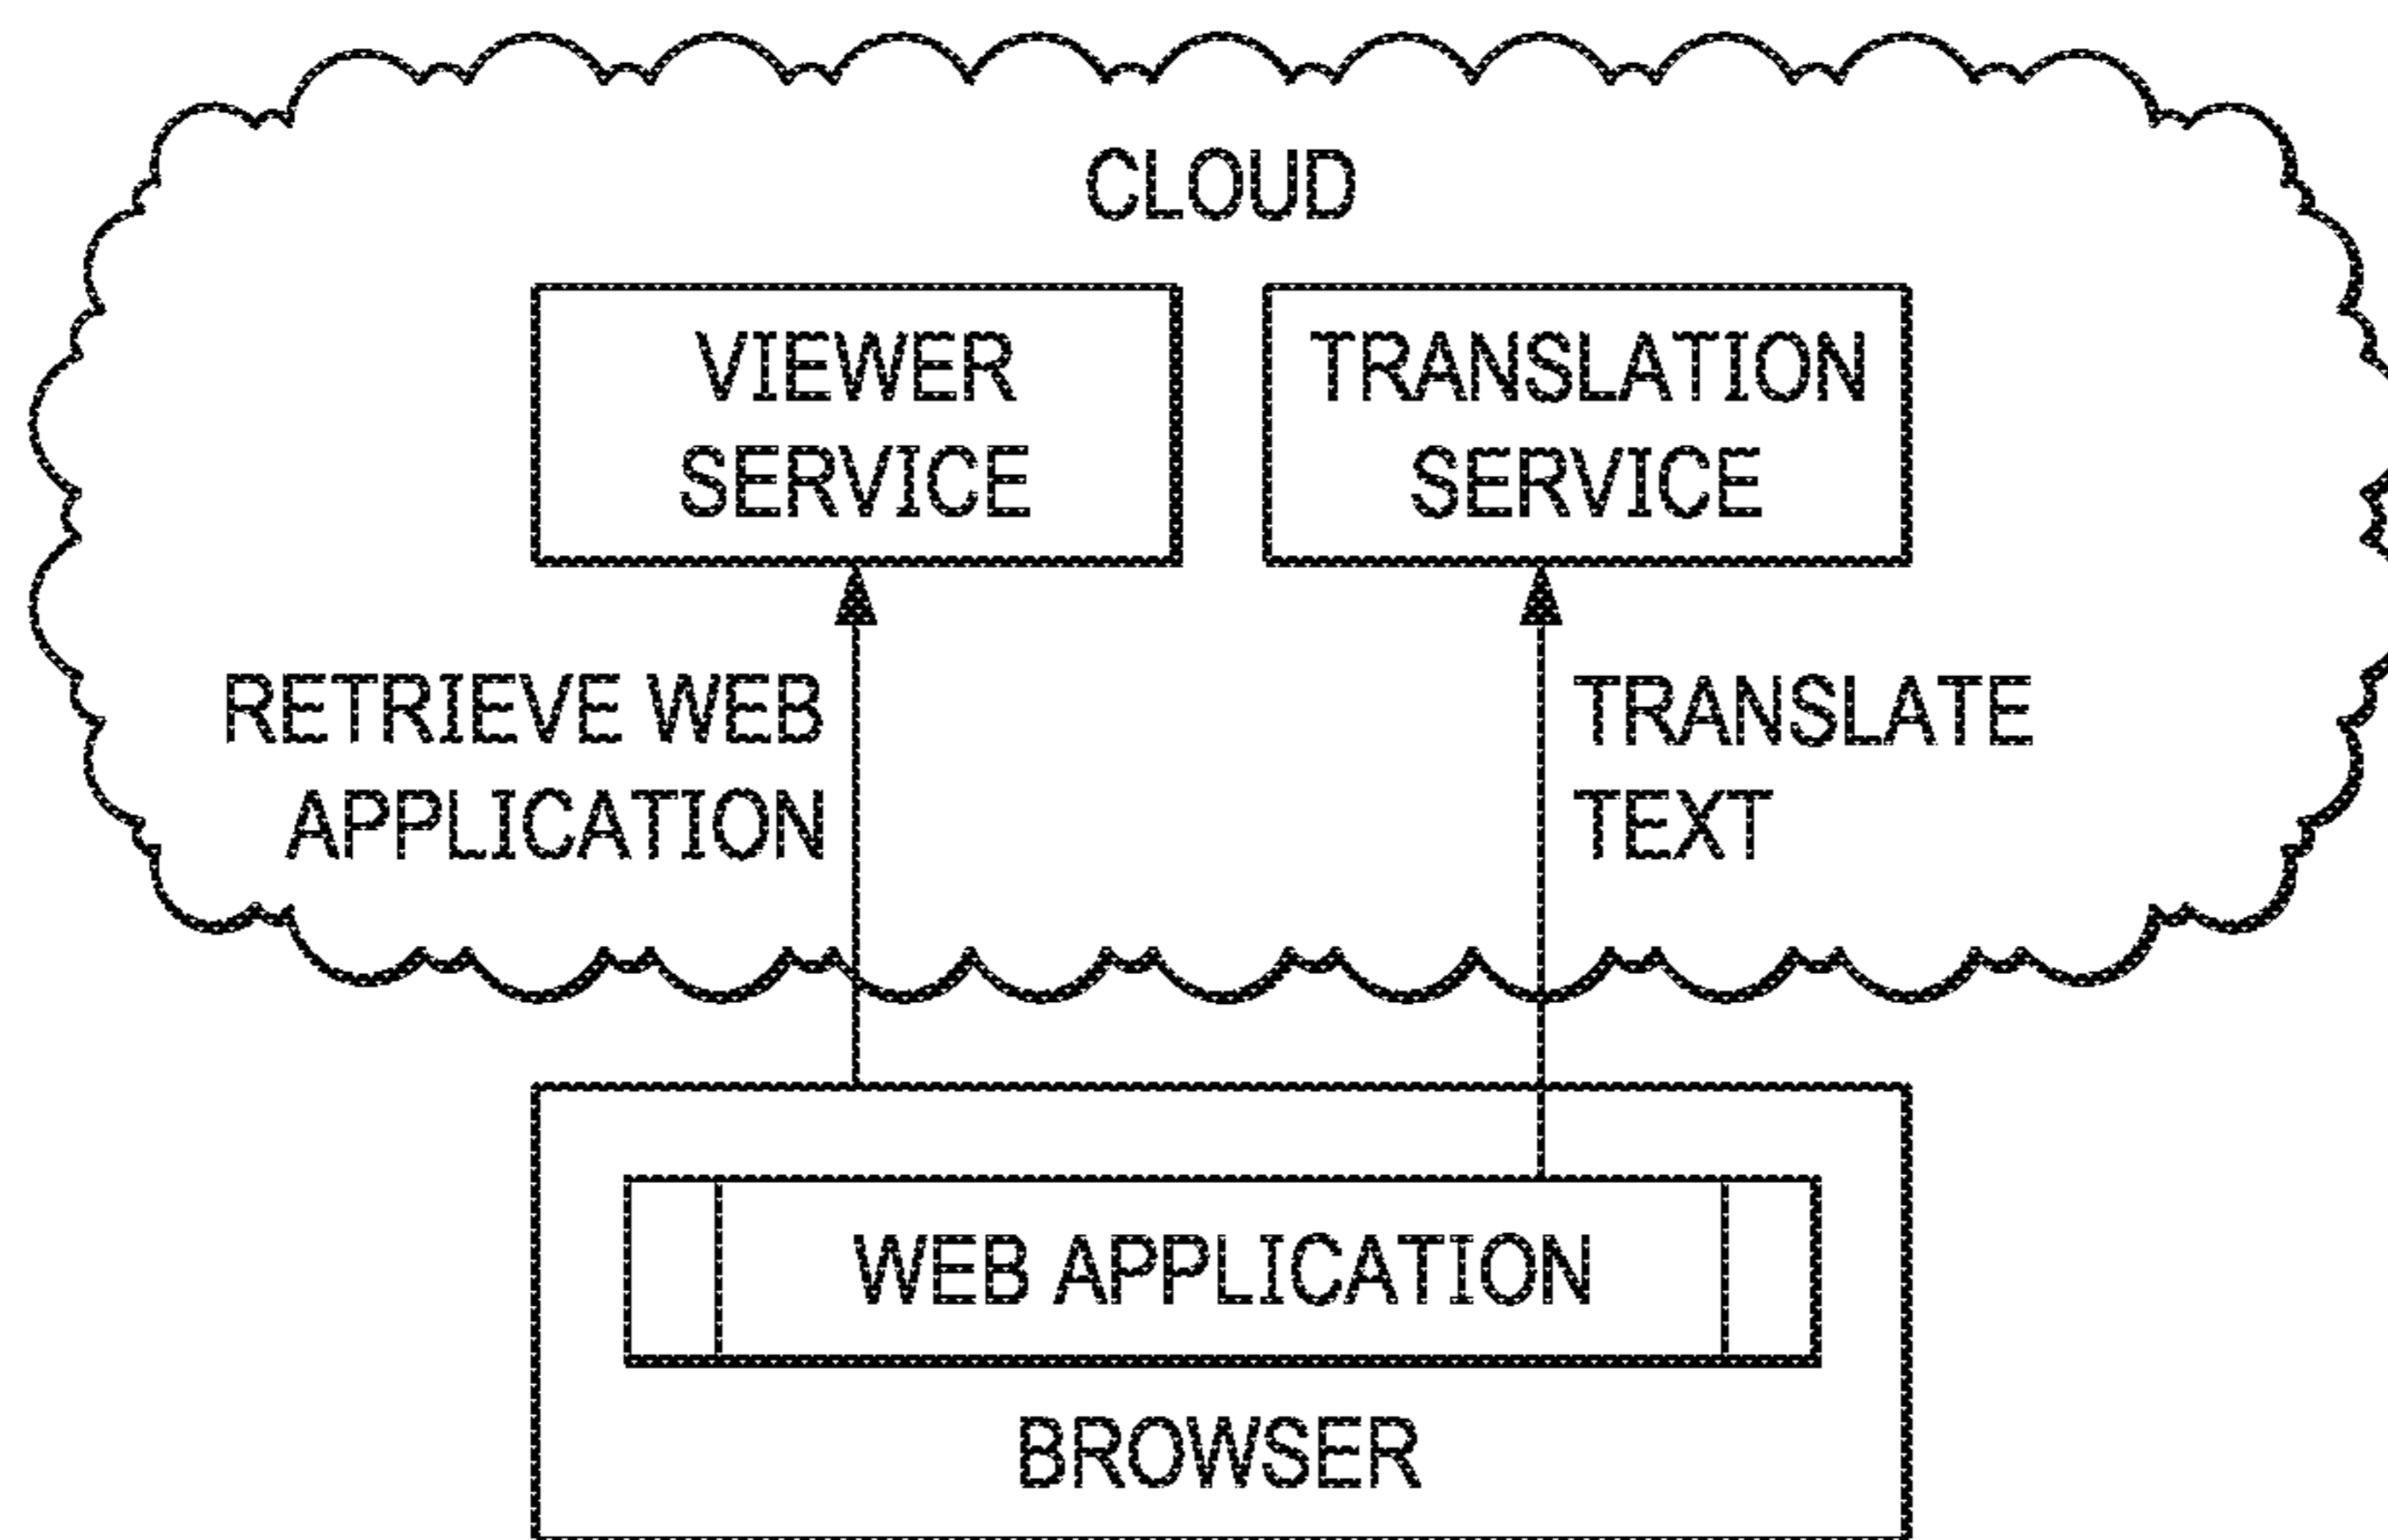 CLOUD
VIEWER
SERVICE
TRANSLATION
SERVICE
RETRIEVE WEB
APPLICATION
TRANSLATE
TEXT
WEB APPLICATION
BROWSER